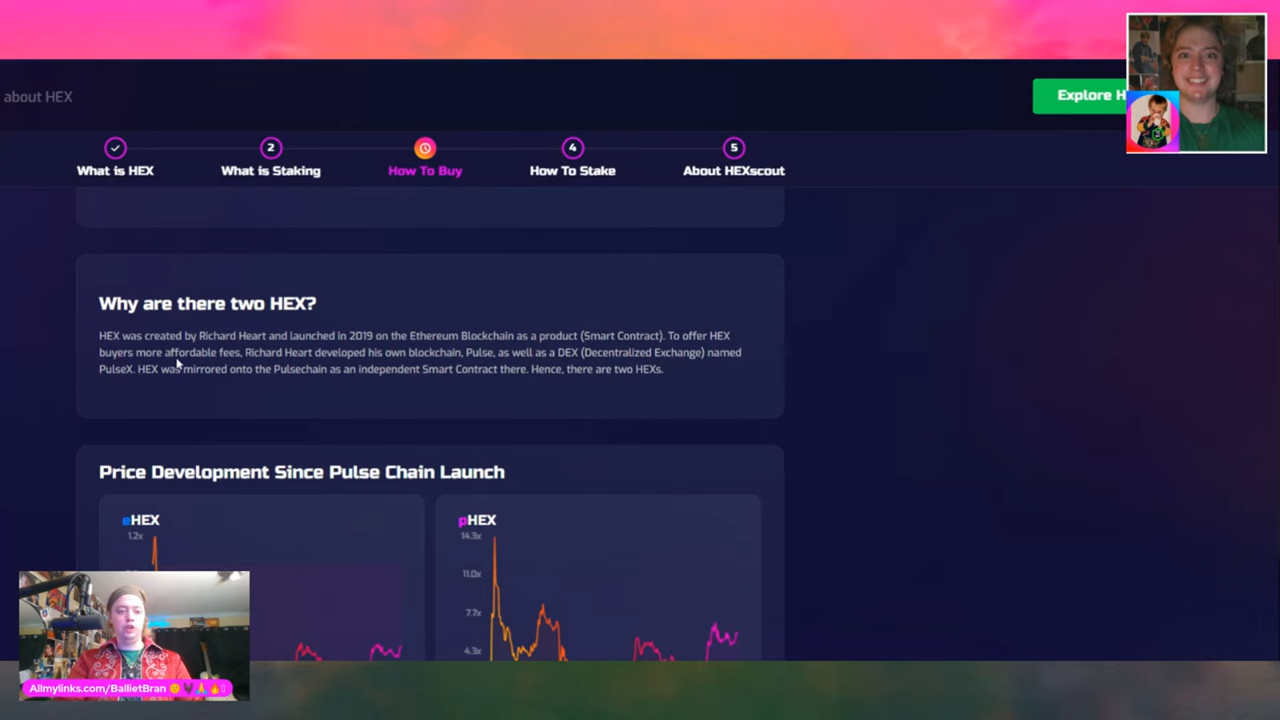 about HEX
Explore H
2
4
5
What is HEX
What is Staking
How To Buy
How To Stake
About HEXscout
Why are there two HEX?
HEX was created by Richard Heart and launched in 2019 on the Ethereum Blockchain as a product (Smart Contract). To offer HEX
buyers more affordable fees, Richard Heart developed his own blockchain, Pulse, as well as a DEX (Decentralized Exchange) named
PulseX. HEX was mirrored onto the Pulsechain as an independent Smart Contract there. Hence, there are two HEXs.
Price Development Since Pulse Chain Launch
eHEX
1.2x
pHEX
14.3x
11.0x
7.7x
4.3x
Allmylinks.com/BallietBran